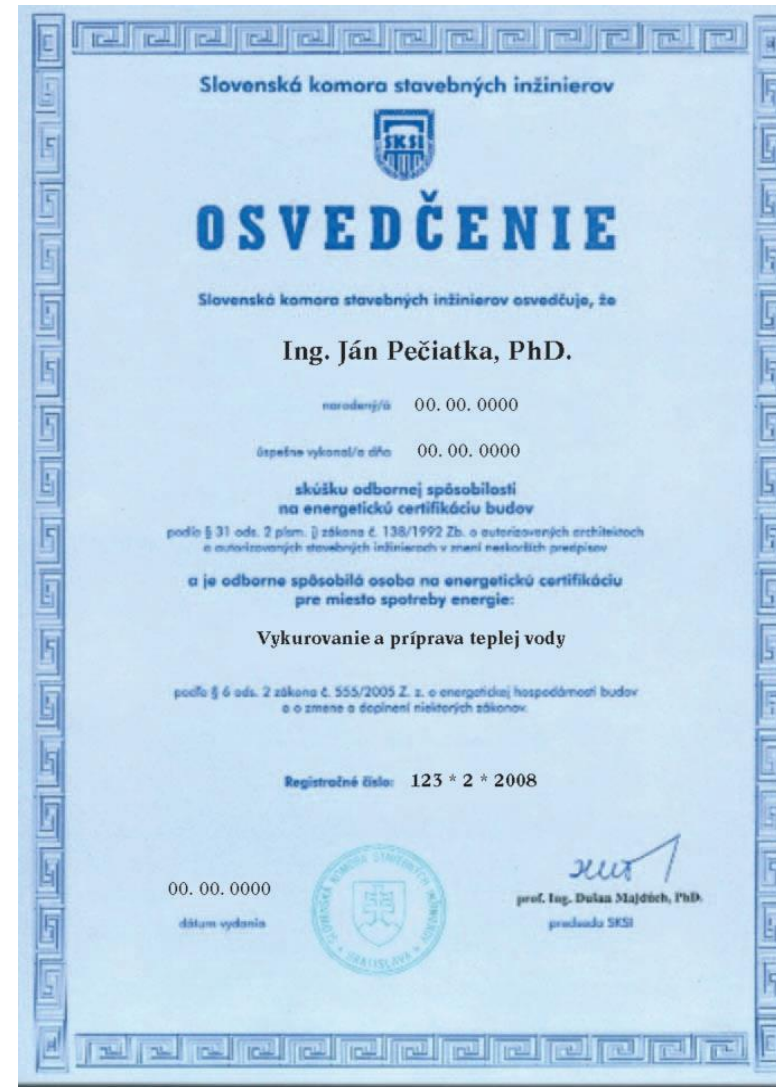 Slovenská komora stavebných inžinierov
SKSI
OSVEDČENIE
Slovenská komora stavebných inžinierov osvedčuje, že
Ing. Ján Pečiatka, PhD.
narodený/á 00. 00. 0000
úspešne vykonal/a dňa 00. 00. 0000
skúšku odbornej spôsobilosti
na energetickú certifikáciu budov
podľa § 31 ods. 2 písm. j) zákona č. 138/1992 Zb. o autorizovaných architektoch
a autorizovaných stavebných inžinieroch v znení neskorších predpisov
a je odborne spôsobilá osoba na energetickú certifikáciu
pre miesto spotreby energie:
Vykurovanie a príprava teplej vody
podľa § 6 ods. 2 zákona č. 555/2005 Z. z. o energetickej hospodárnosti budov
a o zmene a doplnení niektorých zákonov.
Registračné číslo: 123 * 2 * 2008
00. 00. 0000
dátum vydania
SLOVENSKÁ KOMORA STAVEBNÝCH INŽINIEROV
* BRATISLAVA *
prof. Ing. Dušan Majdúch, PhD.
predseda SKSI